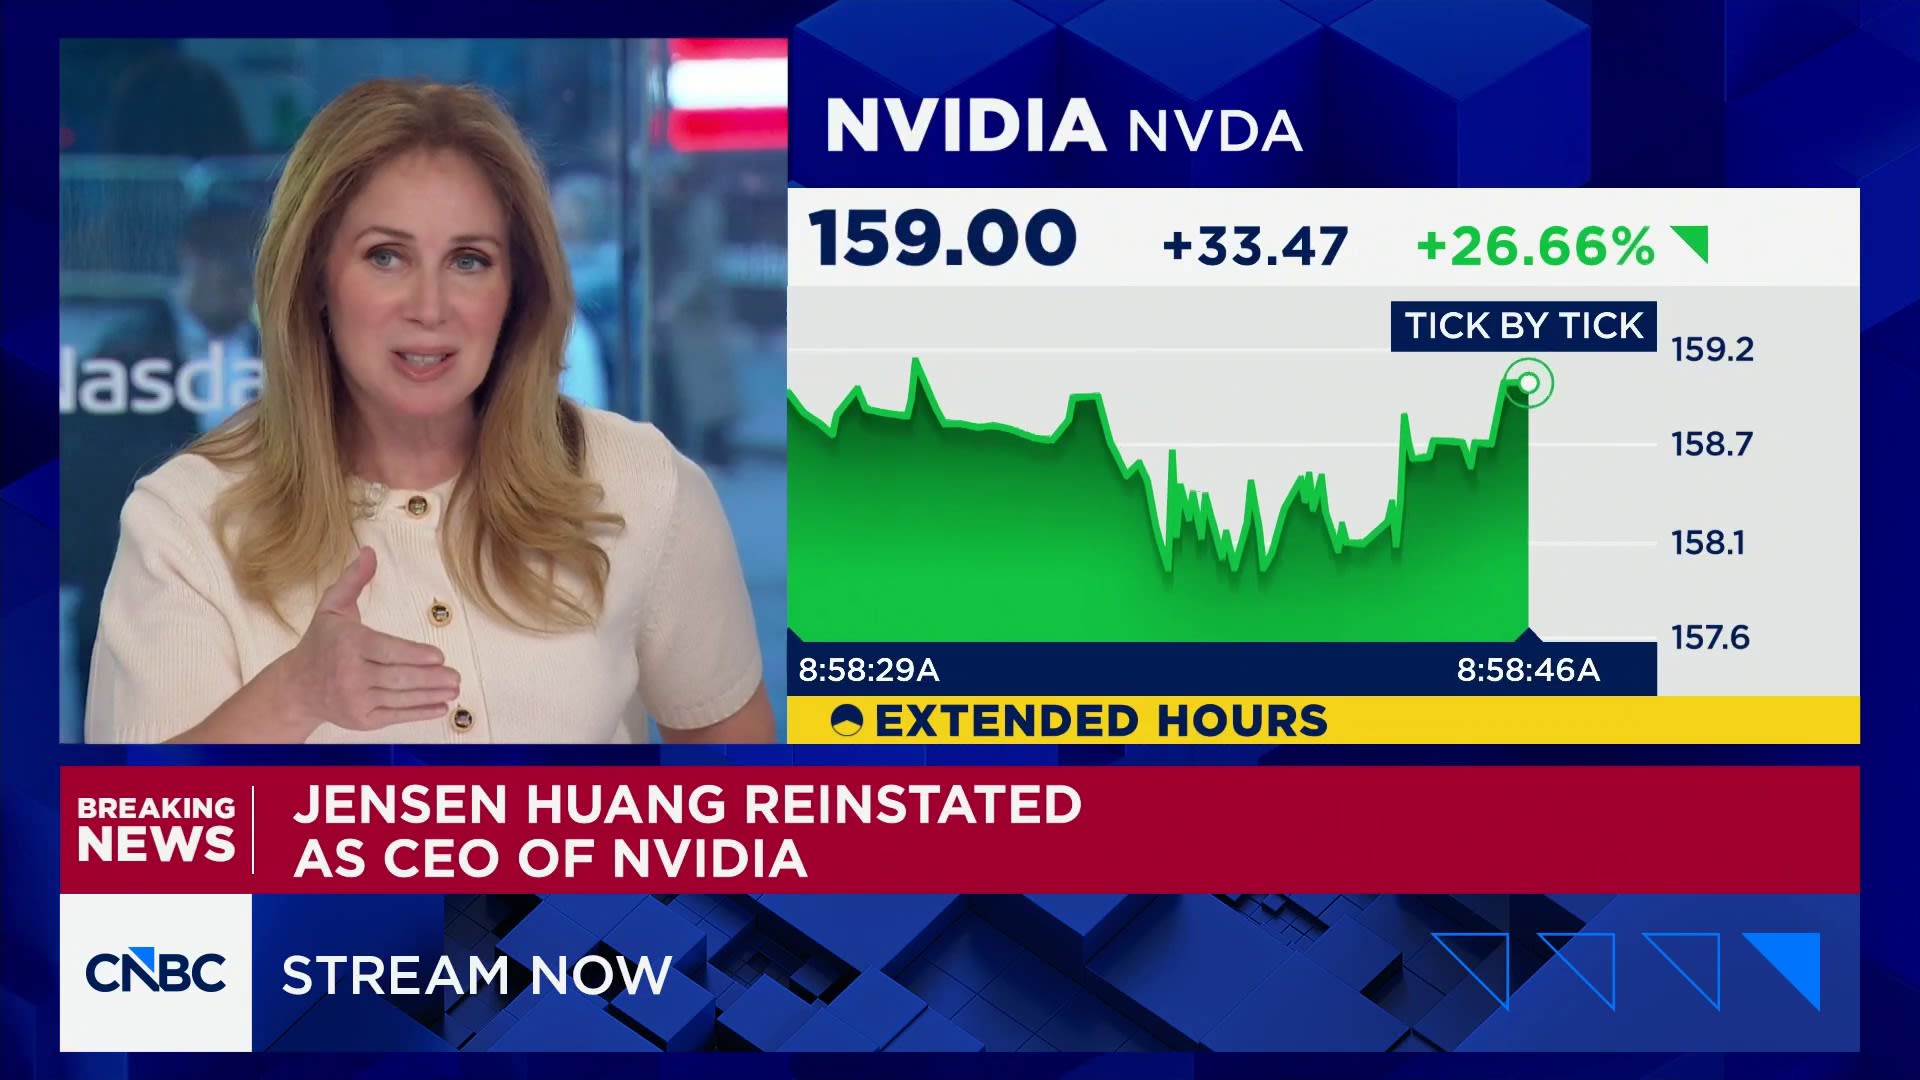 Nasda
NVIDIA NVDA
159.00 +33.47 +26.66%
TICK BY TICK
159.2
158.7
158.1
157.6
8:58:29A 8:58:46A
EXTENDED HOURS
BREAKING
NEWS
JENSEN HUANG REINSTATED
AS CEO OF NVIDIA
CNBC
STREAM NOW